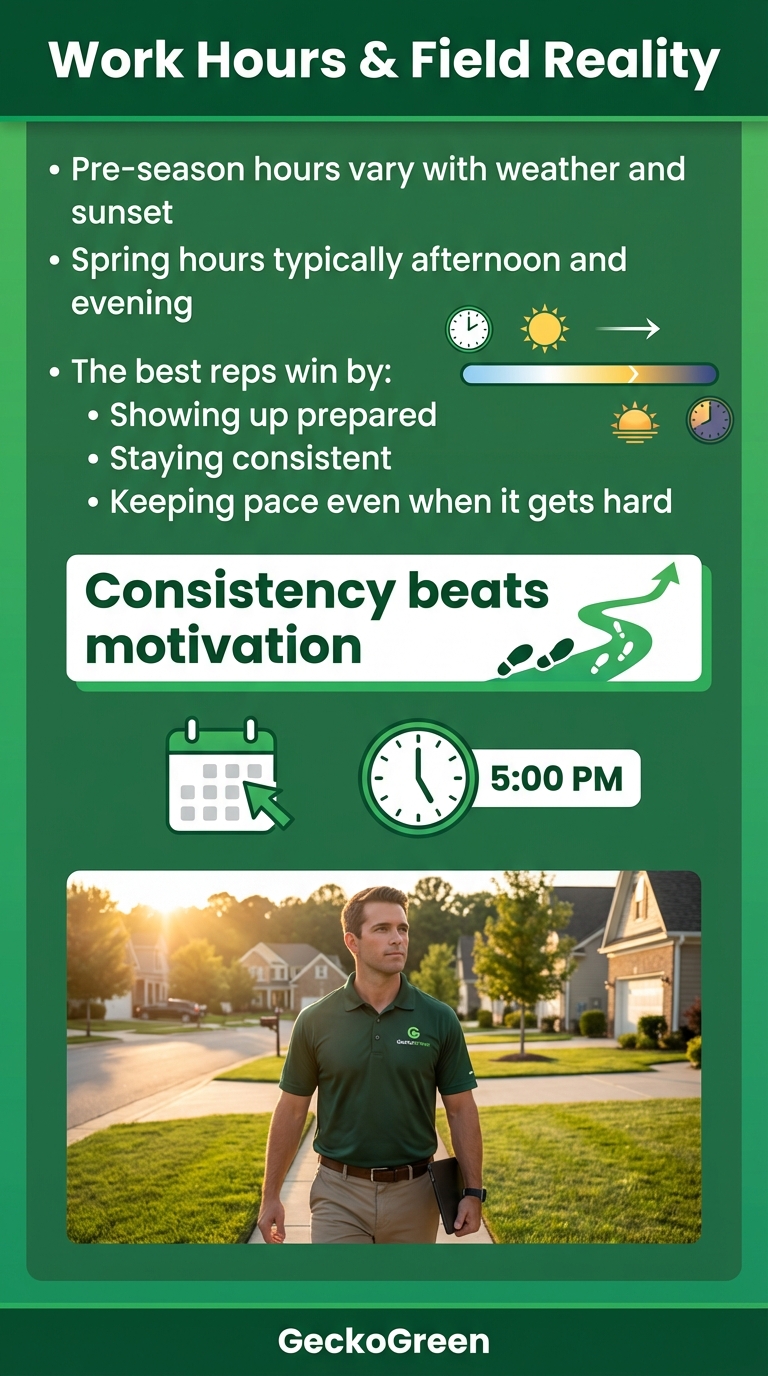 Work Hours & Field Reality
• Pre-season hours vary with weather and
sunset
• Spring hours typically afternoon and
evening
• The best reps win by:
• Showing up prepared
• Staying consistent
• Keeping pace even when it gets hard
Consistency beats
motivation
5:00 PM
GeckoGreen